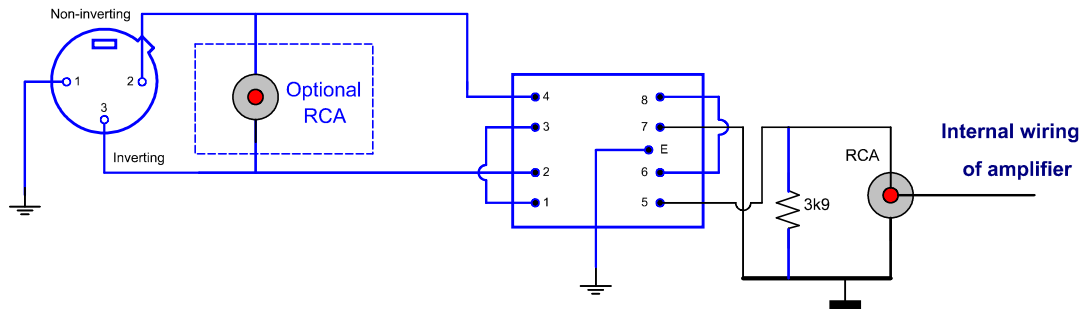 Non-inverting
1
2
3
Inverting
Optional
RCA
4
3
2
1
8
7
E
6
5
3k9
RCA
Internal wiring
of amplifier